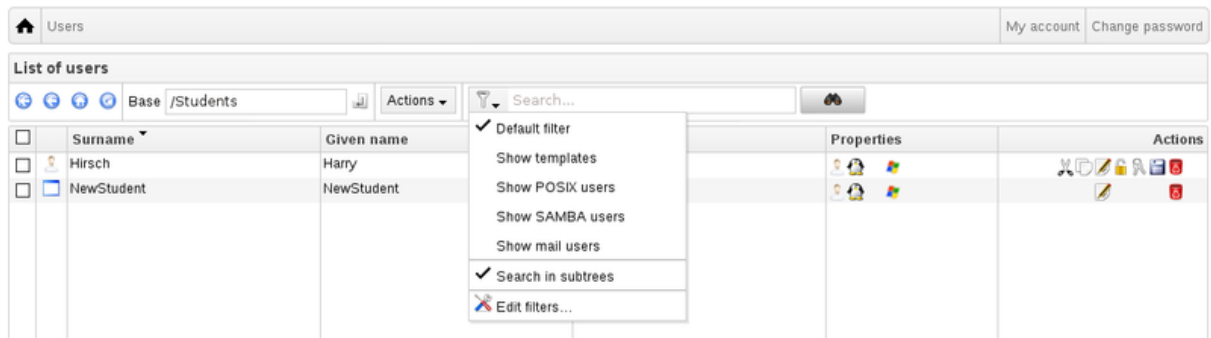 Users My account Change password
List of users
Base /Students Actions Search...
Surname Given name Properties Actions
Default filter
Hirsch Harry
Show templates
NewStudent NewStudent
Show POSIX users
Show SAMBA users
Show mail users
Search in subtrees
Edit filters...